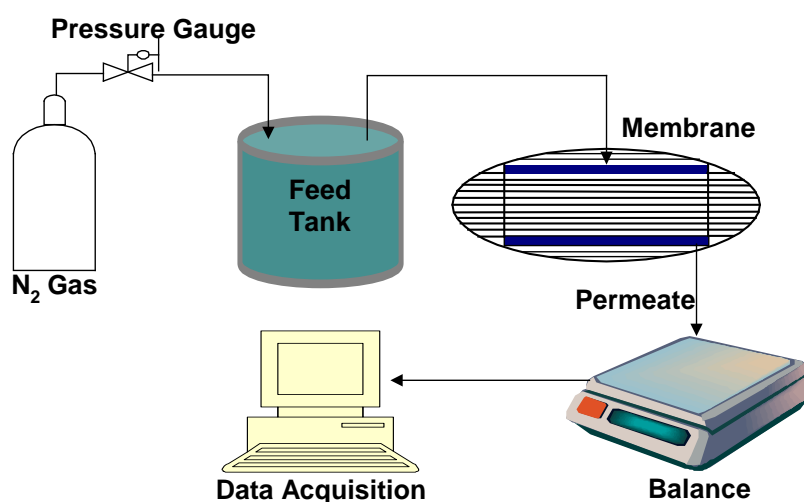 Pressure Gauge
Membrane
Feed
Tank
N₂ Gas
Permeate
Data Acquisition
Balance